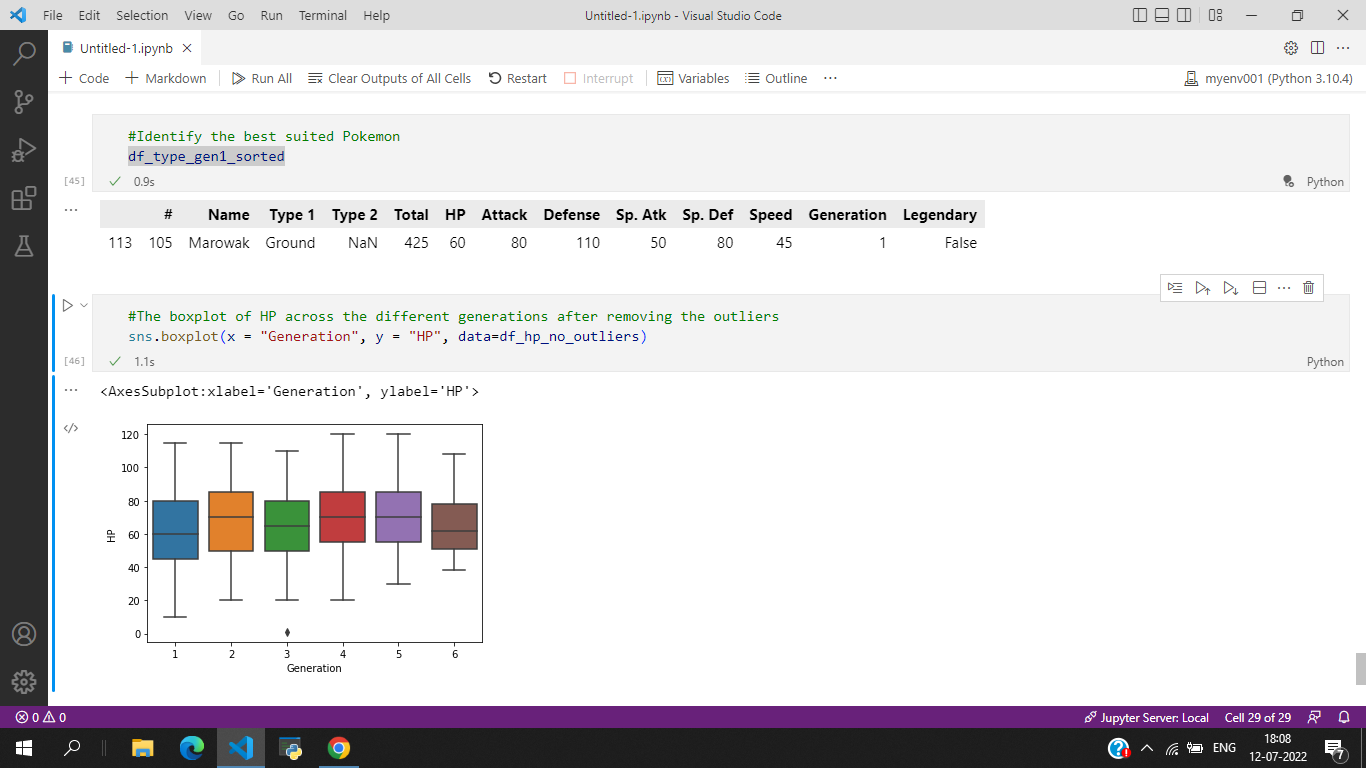 File Edit Selection View Go Run Terminal Help Untitled-1.ipynb - Visual Studio Code
Untitled-1.ipynb
Code Markdown Run All Clear Outputs of All Cells Restart Interrupt Variables Outline ... myenv001 (Python 3.10.4)
#Identify the best suited Pokemon
df_type_gen1_sorted
[45] 0.9s Python
# Name Type 1 Type 2 Total HP Attack Defense Sp. Atk Sp. Def Speed Generation Legendary
113 105 Marowak Ground NaN 425 60 80 110 50 80 45 1 False
#The boxplot of HP across the different generations after removing the outliers
sns.boxplot(x = "Generation", y = "HP", data=df_hp_no_outliers)
[46] 1.1s Python
<AxesSubplot:xlabel='Generation', ylabel='HP'>
120
100
80
60
40
20
0
HP
1 2 3 4 5 6
Generation
0 0 Jupyter Server: Local Cell 29 of 29
ENG 18:08
12-07-2022 7